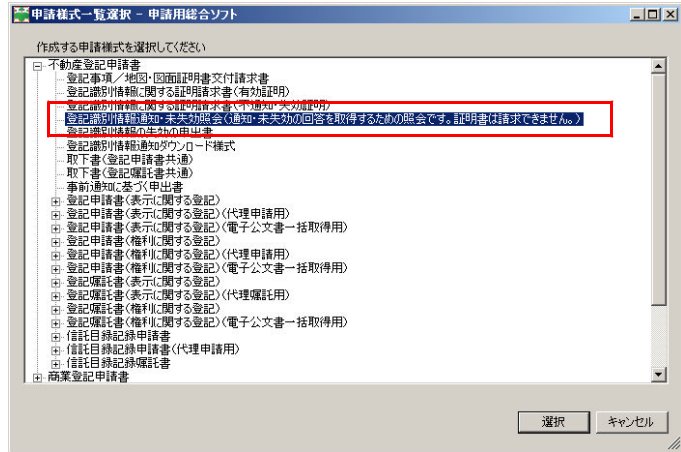 申請様式一覧選択 - 申請用総合ソフト
作成する申請様式を選択してください
不動産登記申請書
登記事項／地図・図面証明書交付請求書
登記識別情報に関する証明請求書(有効証明)
登記識別情報に関する証明請求書(不通知・失効証明)
登記識別情報通知・未失効照会(通知・未失効の回答を取得するための照会です。証明書は請求できません。)
登記識別情報の失効の申出書
登記識別情報通知ダウンロード様式
取下書(登記申請書共通)
取下書(登記嘱託書共通)
事前通知に基づく申出書
登記申請書(表示に関する登記)
登記申請書(表示に関する登記)(代理申請用)
登記申請書(表示に関する登記)(電子公文書一括取得用)
登記申請書(権利に関する登記)
登記申請書(権利に関する登記)(代理申請用)
登記申請書(権利に関する登記)(電子公文書一括取得用)
登記嘱託書(表示に関する登記)
登記嘱託書(表示に関する登記)(代理嘱託用)
登記嘱託書(権利に関する登記)
登記嘱託書(権利に関する登記)(電子公文書一括取得用)
信託目録記録申請書
信託目録記録申請書(代理申請用)
信託目録記録嘱託書
商業登記申請書
選択
キャンセル